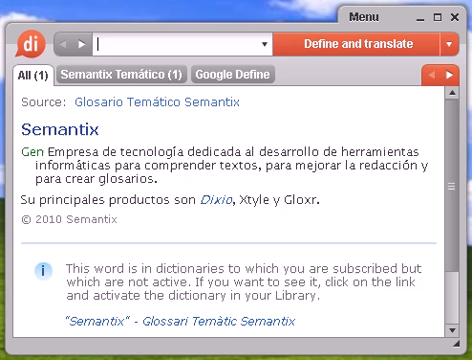 Menu
di
Define and translate
All (1) Semantix Temático (1) Google Define
Source: Glosario Temático Semantix
Semantix
Gen Empresa de tecnología dedicada al desarrollo de herramientas
informáticas para comprender textos, para mejorar la redacción y
para crear glosarios.
Su principales productos son Dixio, Xtyle y Gloxr.
© 2010 Semantix
This word is in dictionaries to which you are subscribed but
which are not active. If you want to see it, click on the link
and activate the dictionary in your Library.
"Semantix" - Glossari Temàtic Semantix